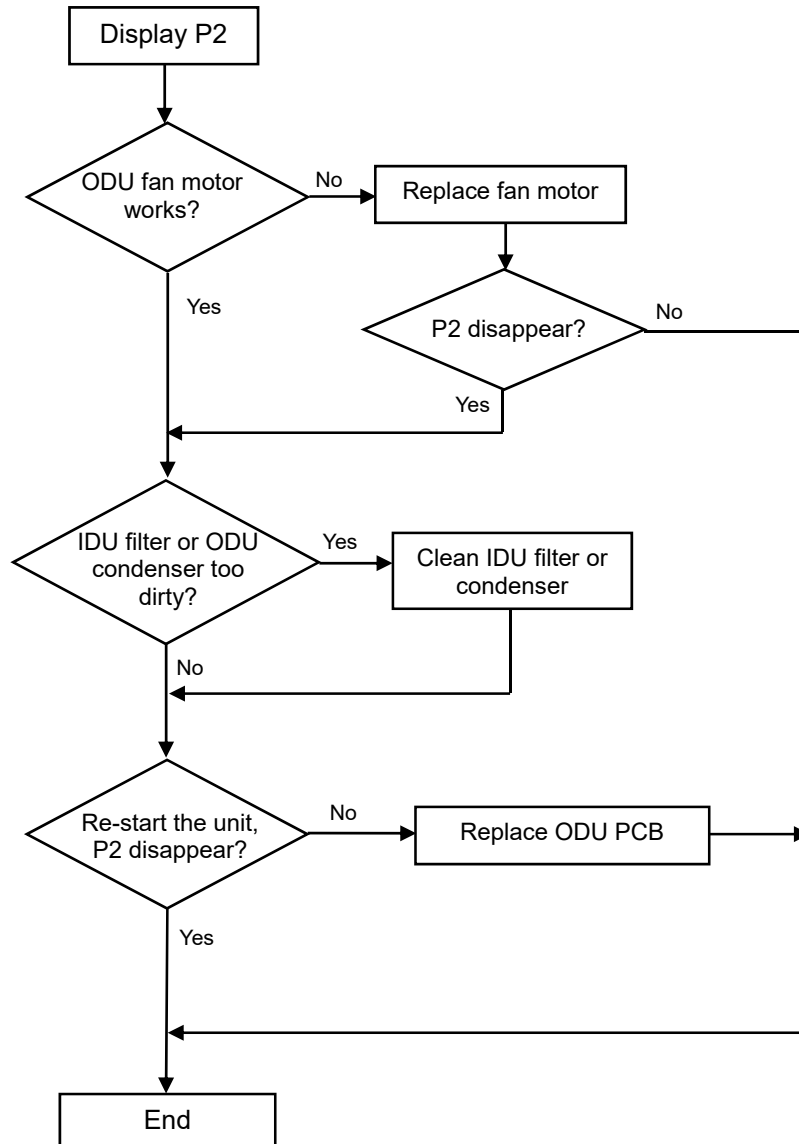 Display P2
ODU fan motor
works?
No
Replace fan motor
Yes
P2 disappear?
No
Yes
IDU filter or ODU
condenser too
dirty?
Yes
Clean IDU filter or
condenser
No
Re-start the unit,
P2 disappear?
No
Replace ODU PCB
Yes
End